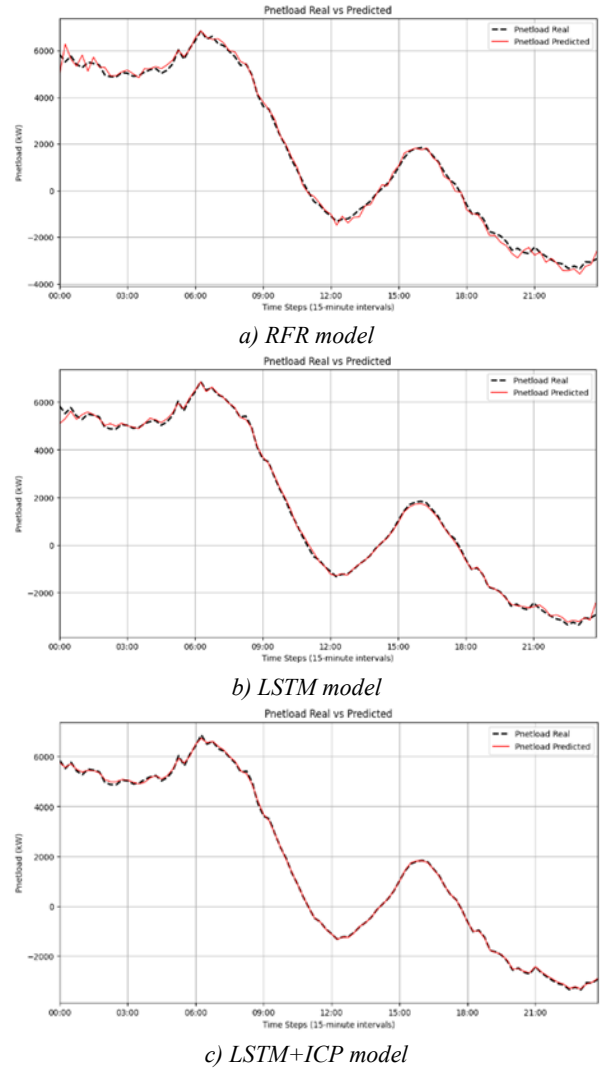 Pnetload Real vs Predicted
Pnetload Real
Pnetload Predicted
Pnetload (kW)
6000
4000
2000
0
−2000
−4000
00:00 03:00 06:00 09:00 12:00 15:00 18:00 21:00
Time Steps (15-minute intervals)
a) RFR model
Pnetload Real vs Predicted
Pnetload Real
Pnetload Predicted
Pnetload (kW)
6000
4000
2000
0
−2000
00:00 03:00 06:00 09:00 12:00 15:00 18:00 21:00
Time Steps (15-minute intervals)
b) LSTM model
Pnetload Real vs Predicted
Pnetload Real
Pnetload Predicted
Pnetload (kW)
6000
4000
2000
0
−2000
00:00 03:00 06:00 09:00 12:00 15:00 18:00 21:00
Time Steps (15-minute intervals)
c) LSTM+ICP model